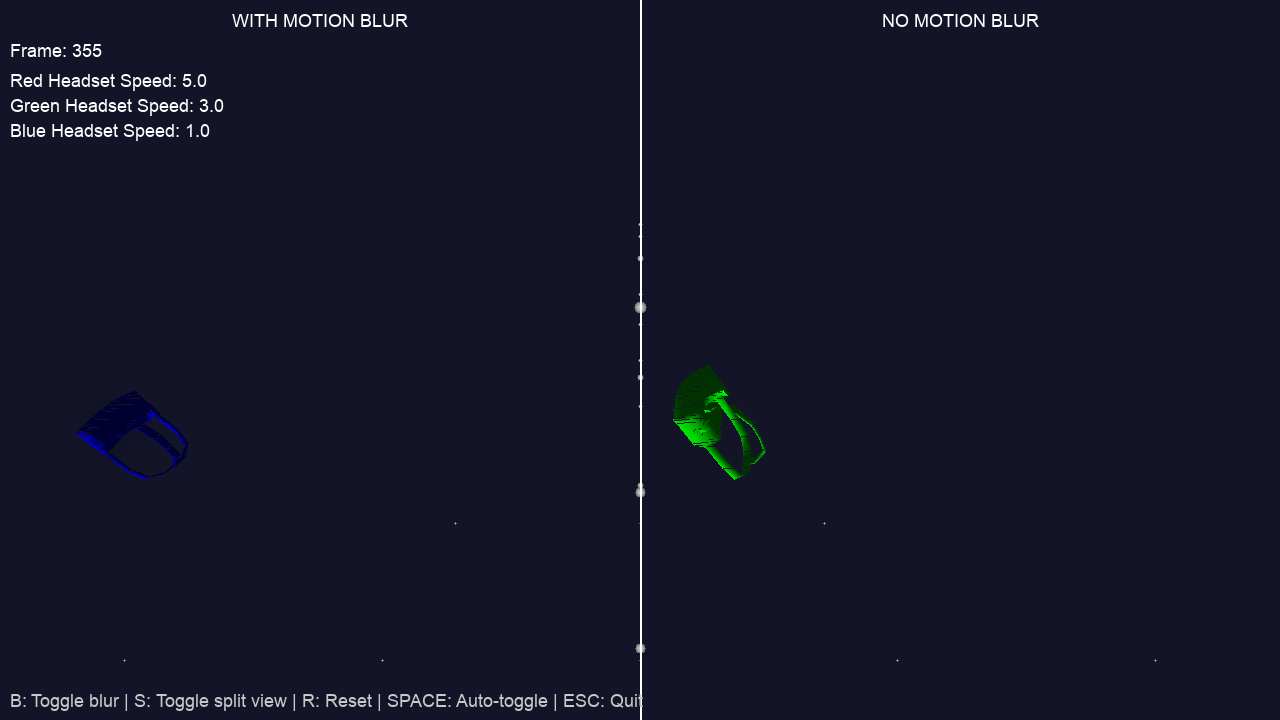 WITH MOTION BLUR
NO MOTION BLUR
Frame: 355
Red Headset Speed: 5.0
Green Headset Speed: 3.0
Blue Headset Speed: 1.0
B: Toggle blur | S: Toggle split view | R: Reset | SPACE: Auto-toggle | ESC: Quit